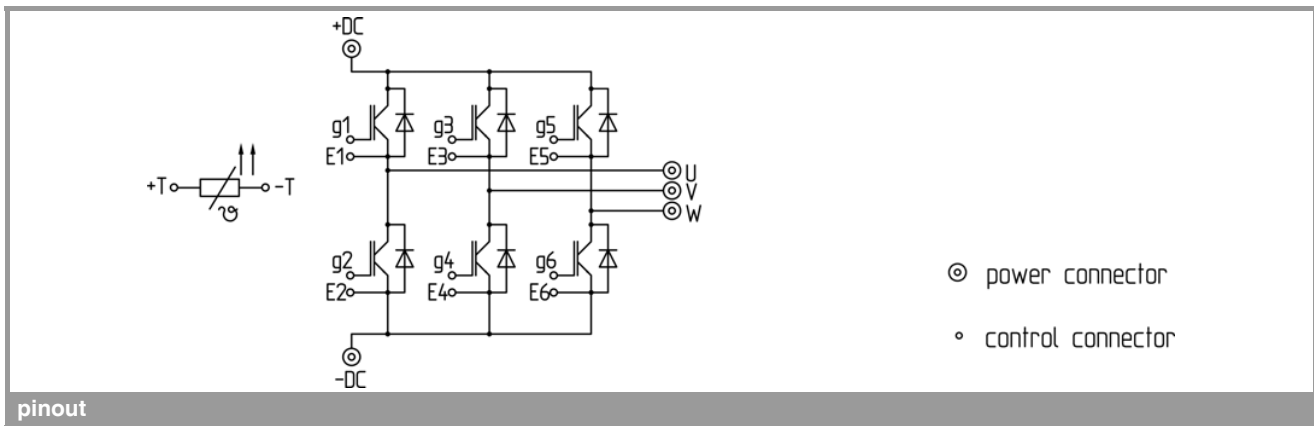 +DC
g1
g3
g5
E1
E3
E5
+T
-T
ϑ
U
V
W
g2
g4
g6
E2
E4
E6
power connector
control connector
-DC
pinout